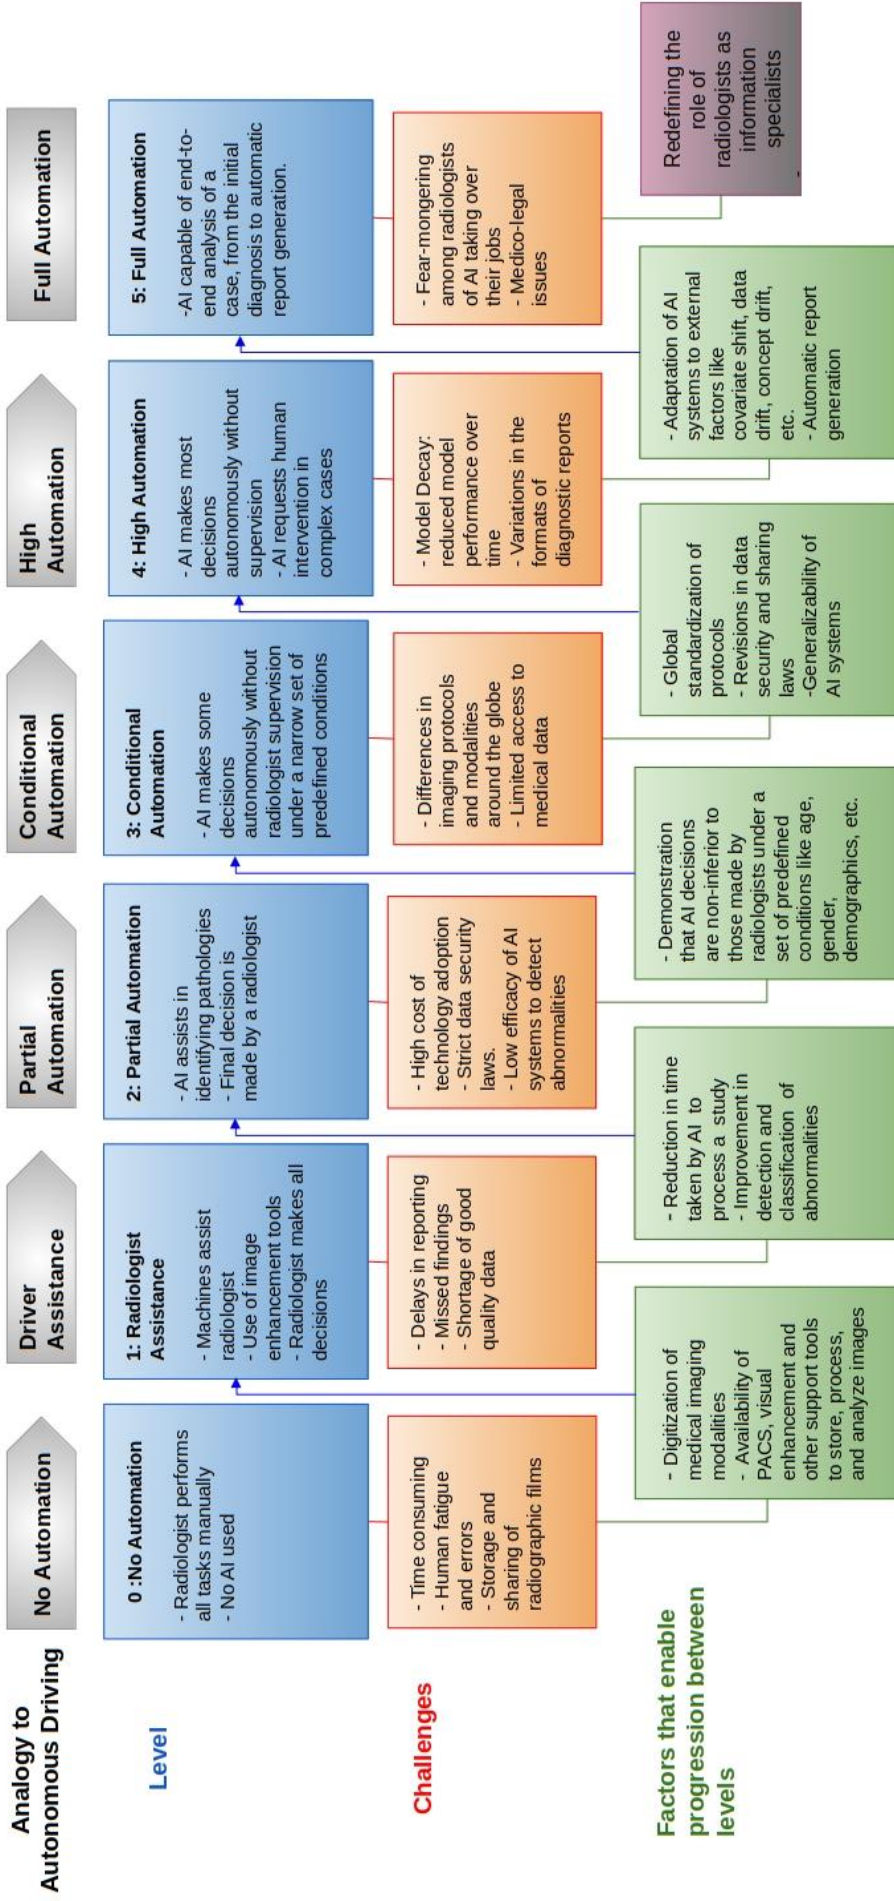 Analogy to
Autonomous Driving
No Automation
Driver
Assistance
Partial
Automation
Conditional
Automation
High
Automation
Full Automation
Level
0 :No Automation
- Radiologist performs
all tasks manually
- No AI used
1: Radiologist
Assistance
- Machines assist
radiologist
- Use of image
enhancement tools
- Radiologist makes all
decisions
2: Partial Automation
- AI assists in
identifying pathologies
- Final decision is
made by a radiologist
3: Conditional
Automation
- AI makes some
decisions
autonomously without
radiologist supervision
under a narrow set of
predefined conditions
4: High Automation
- AI makes most
decisions
autonomously without
supervision
- AI requests human
intervention in
complex cases
5: Full Automation
-AI capable of end-to-
end analysis of a
case, from the initial
diagnosis to automatic
report generation.
Challenges
- Time consuming
- Human fatigue
and errors
- Storage and
sharing of
radiographic films
- Delays in reporting
- Missed findings
- Shortage of good
quality data
- High cost of
technology adoption
- Strict data security
laws.
- Low efficacy of AI
systems to detect
abnormalities
- Differences in
imaging protocols
and modalities
around the globe
- Limited access to
medical data
- Model Decay:
reduced model
performance over
time
- Variations in the
formats of
diagnostic reports
- Fear-mongering
among radiologists
of AI taking over
their jobs
- Medico-legal
issues
Factors that enable
progression between
levels
- Digitization of
medical imaging
modalities
- Availability of
PACS, visual
enhancement and
other support tools
to store, process,
and analyze images
- Reduction in time
taken by AI to
process a study
- Improvement in
detection and
classification of
abnormalities
- Demonstration
that AI decisions
are non-inferior to
those made by
radiologists under a
set of predefined
conditions like age,
gender,
demographics, etc.
- Global
standardization of
protocols
- Revisions in data
security and sharing
laws
-Generalizability of
AI systems
- Adaptation of AI
systems to external
factors like
covariate shift, data
drift, concept drift,
etc.
- Automatic report
generation
Redefining the
role of
radiologists as
information
specialists
-